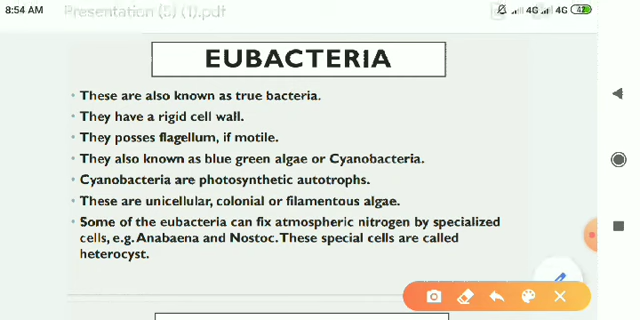 8:54 AM
Presentation (5) (1).pdf
4G 4G 42
EUBACTERIA
• These are also known as true bacteria.
• They have a rigid cell wall.
• They posses flagellum, if motile.
• They also known as blue green algae or Cyanobacteria.
• Cyanobacteria are photosynthetic autotrophs.
• These are unicellular, colonial or filamentous algae.
• Some of the eubacteria can fix atmospheric nitrogen by specialized
cells, e.g. Anabaena and Nostoc. These special cells are called
heterocyst.